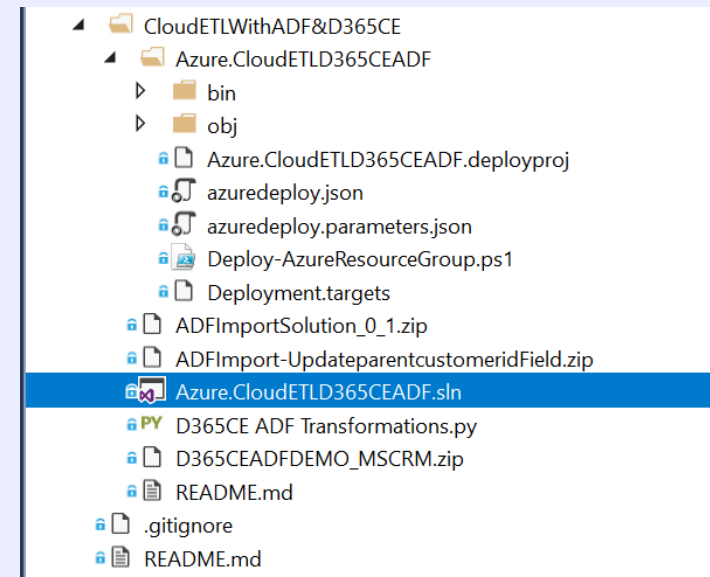 CloudETLWithADF&D365CE
Azure.CloudETLD365CEADF
bin
obj
Azure.CloudETLD365CEADF.deployproj
azuredeploy.json
azuredeploy.parameters.json
Deploy-AzureResourceGroup.ps1
Deployment.targets
ADFImportSolution_0_1.zip
ADFImport-UpdateparentcustomeridField.zip
Azure.CloudETLD365CEADF.sln
PY D365CE ADF Transformations.py
D365CEADFDEMO_MSCRM.zip
README.md
.gitignore
README.md